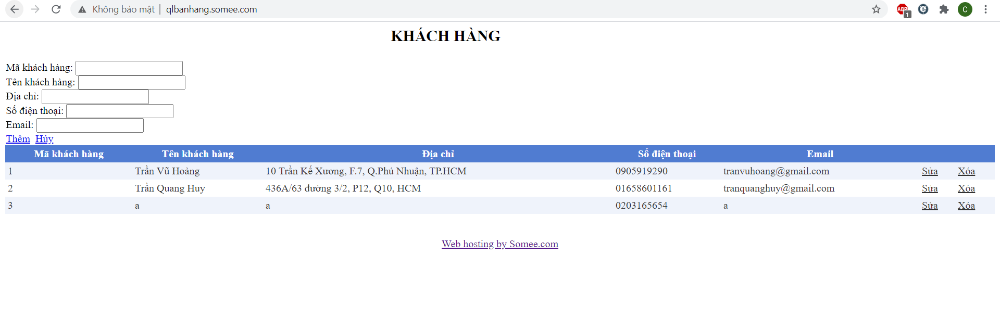 Không bảo mật | qlbanhang.somee.com ABP 1 C
KHÁCH HÀNG
Mã khách hàng:
Tên khách hàng:
Địa chỉ:
Số điện thoại:
Email:
Thêm Hủy
Mã khách hàng Tên khách hàng Địa chỉ Số điện thoại Email
1 Trần Vũ Hoàng 10 Trần Kế Xương, F.7, Q.Phú Nhuận, TP.HCM 0905919290 tranvuhoang@gmail.com Sửa Xóa
2 Trần Quang Huy 436A/63 đường 3/2, P12, Q10, HCM 01658601161 tranquanghuy@gmail.com Sửa Xóa
3 a a 0203165654 a Sửa Xóa
Web hosting by Somee.com